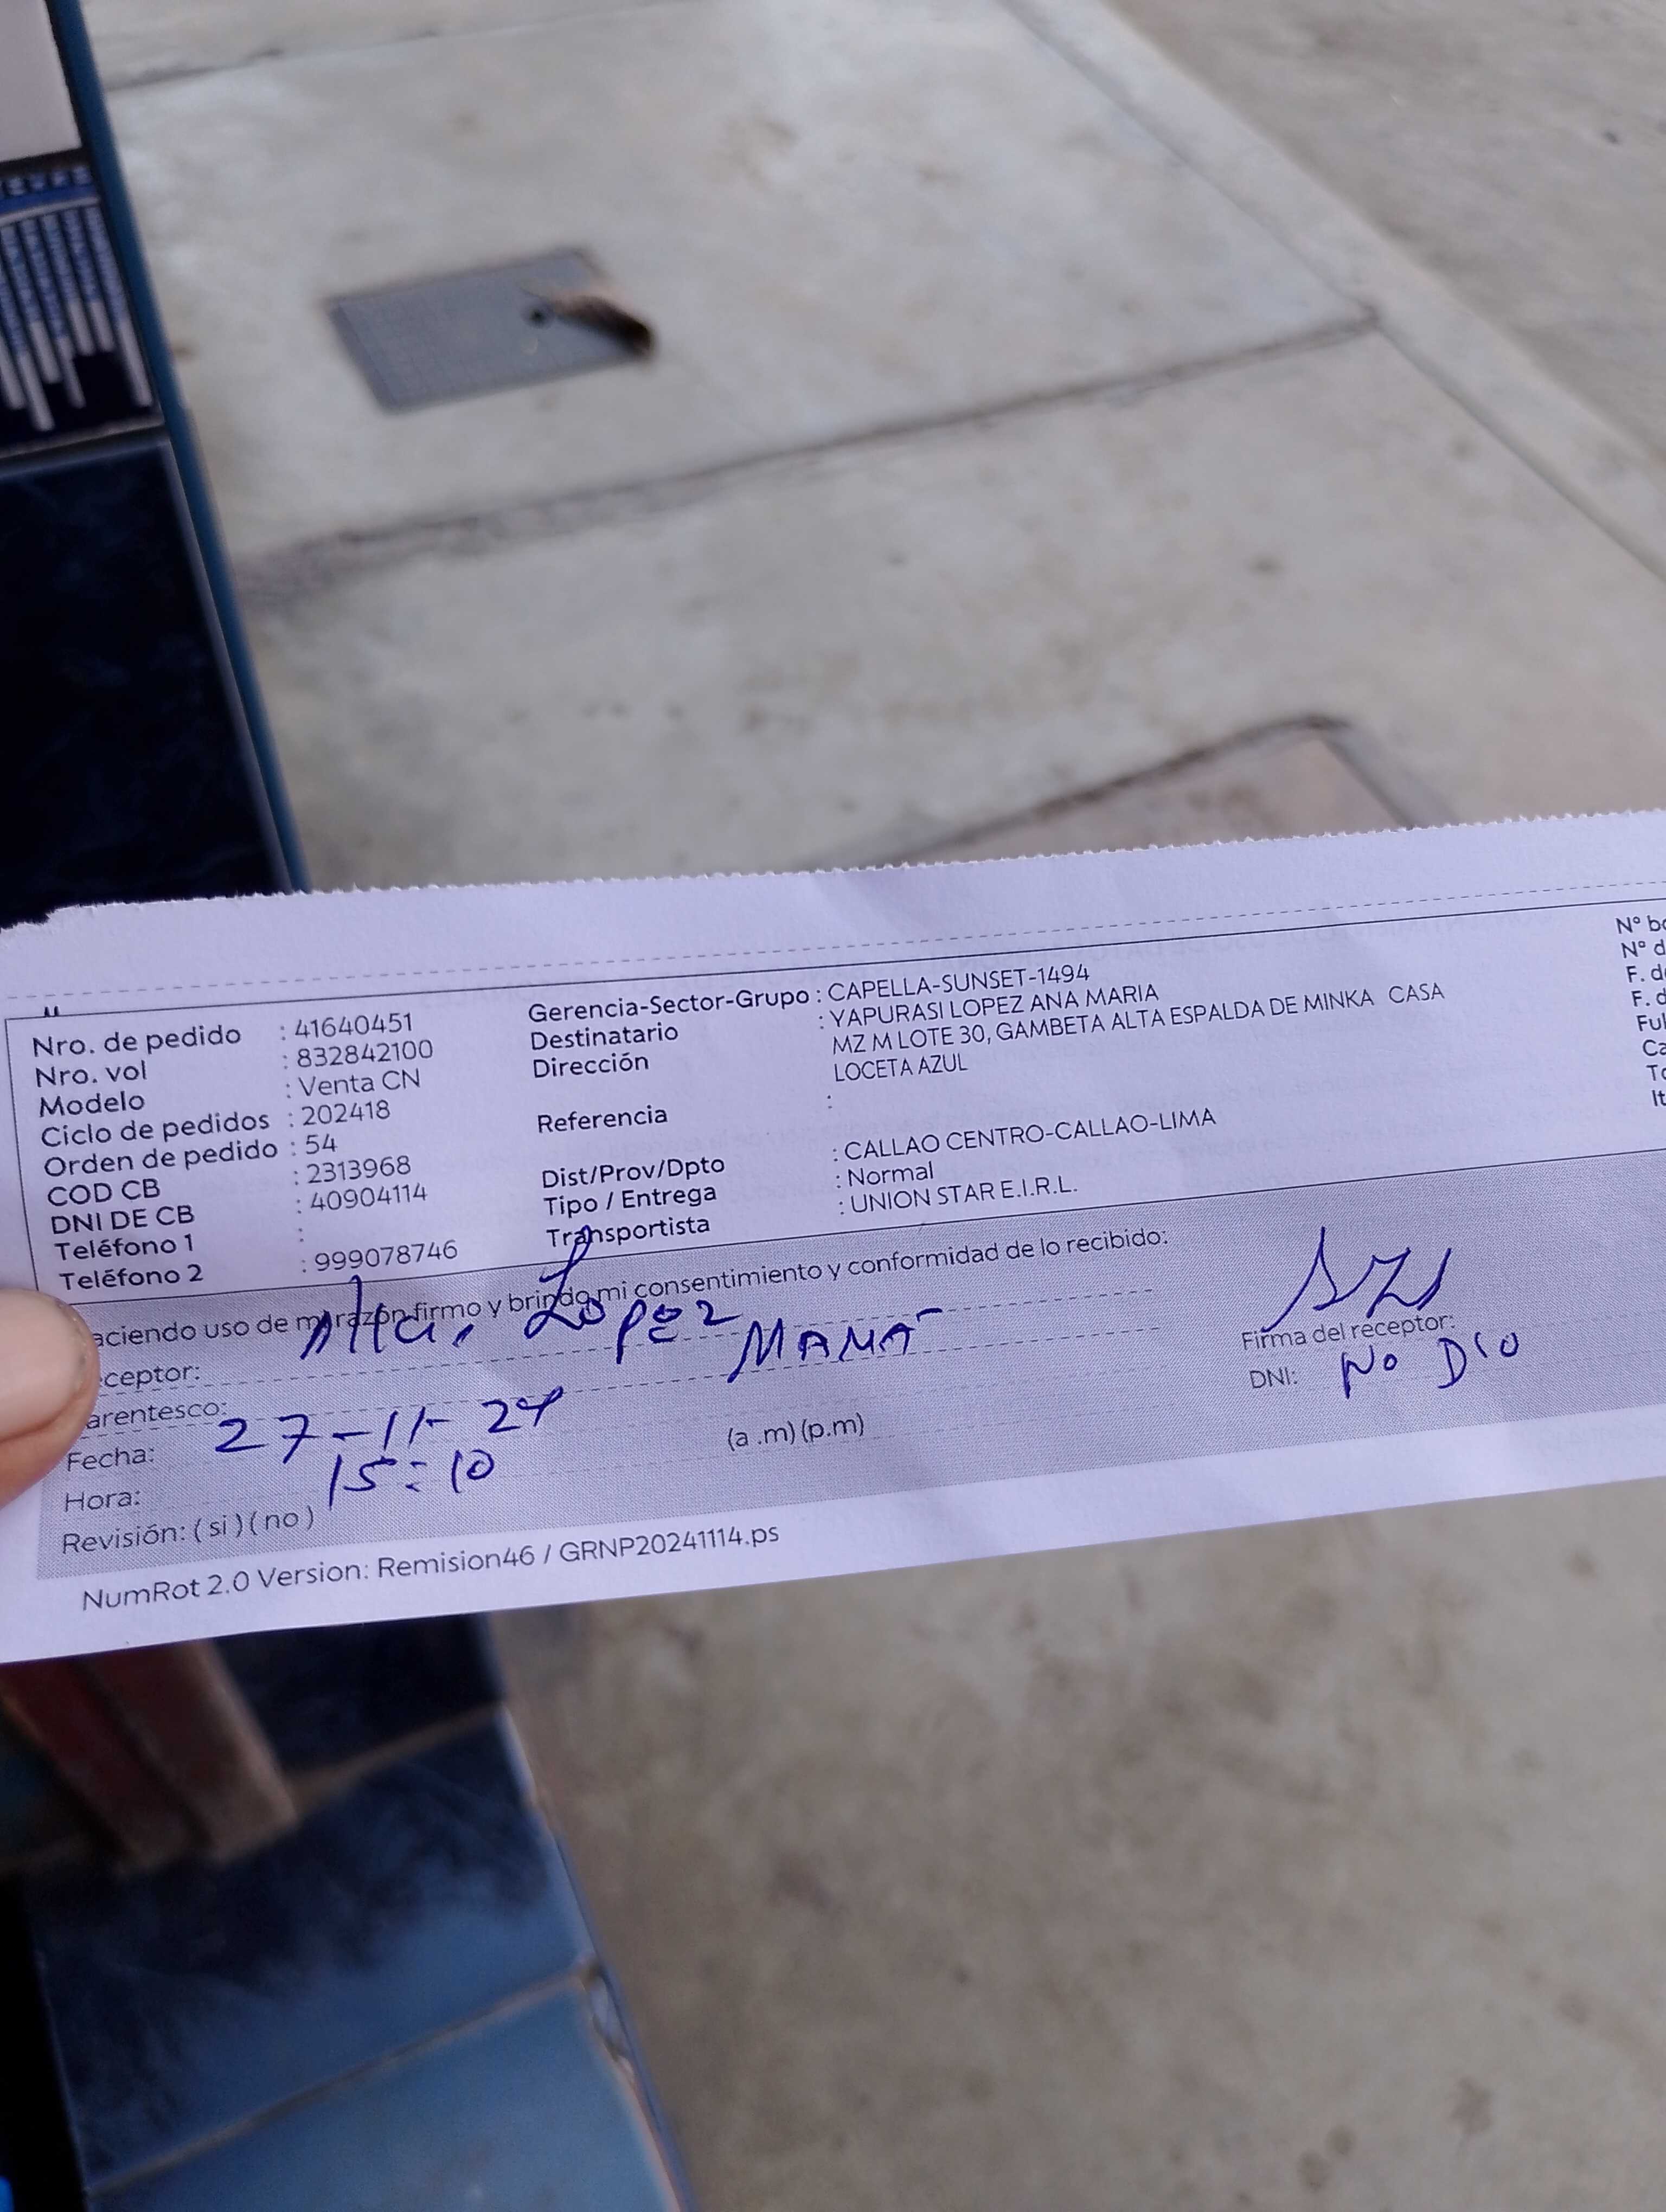 Nro. de pedido : 41640451
Nro. vol : 832842100
Modelo : Venta CN
Ciclo de pedidos : 202418
Orden de pedido : 54
COD CB : 2313968
DNI DE CB : 40904114
Teléfono 1 :
Teléfono 2 : 999078746
Gerencia-Sector-Grupo : CAPELLA-SUNSET-1494
Destinatario : YAPURASI LOPEZ ANA MARIA
Dirección MZ M LOTE 30, GAMBETA ALTA ESPALDA DE MINKA CASA
LOCETA AZUL
Referencia :
Dist/Prov/Dpto : CALLAO CENTRO-CALLAO-LIMA
Tipo / Entrega : Normal
Transportista : UNION STAR E.I.R.L.
Nº
Nº
F.
F.
aciendo uso de mi razón firmo y brindo mi consentimiento y conformidad de lo recibido:
ceptor: Lopez
arentesco: MAMA
Fecha: 27-11-24
Hora: 15:10 (a .m) (p.m)
Revisión: ( si ) ( no )
Firma del receptor:
DNI: No DIO
NumRot 2.0 Version: Remision46 / GRNP20241114.ps